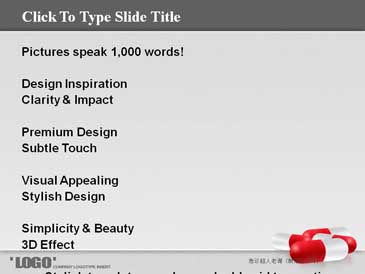 Click To Type Slide Title
Pictures speak 1,000 words!
Design Inspiration
Clarity & Impact
Premium Design
Subtle Touch
Visual Appealing
Stylish Design
Simplicity & Beauty
3D Effect
"LOGO"
COMPANY LOGOTYPE INSERT